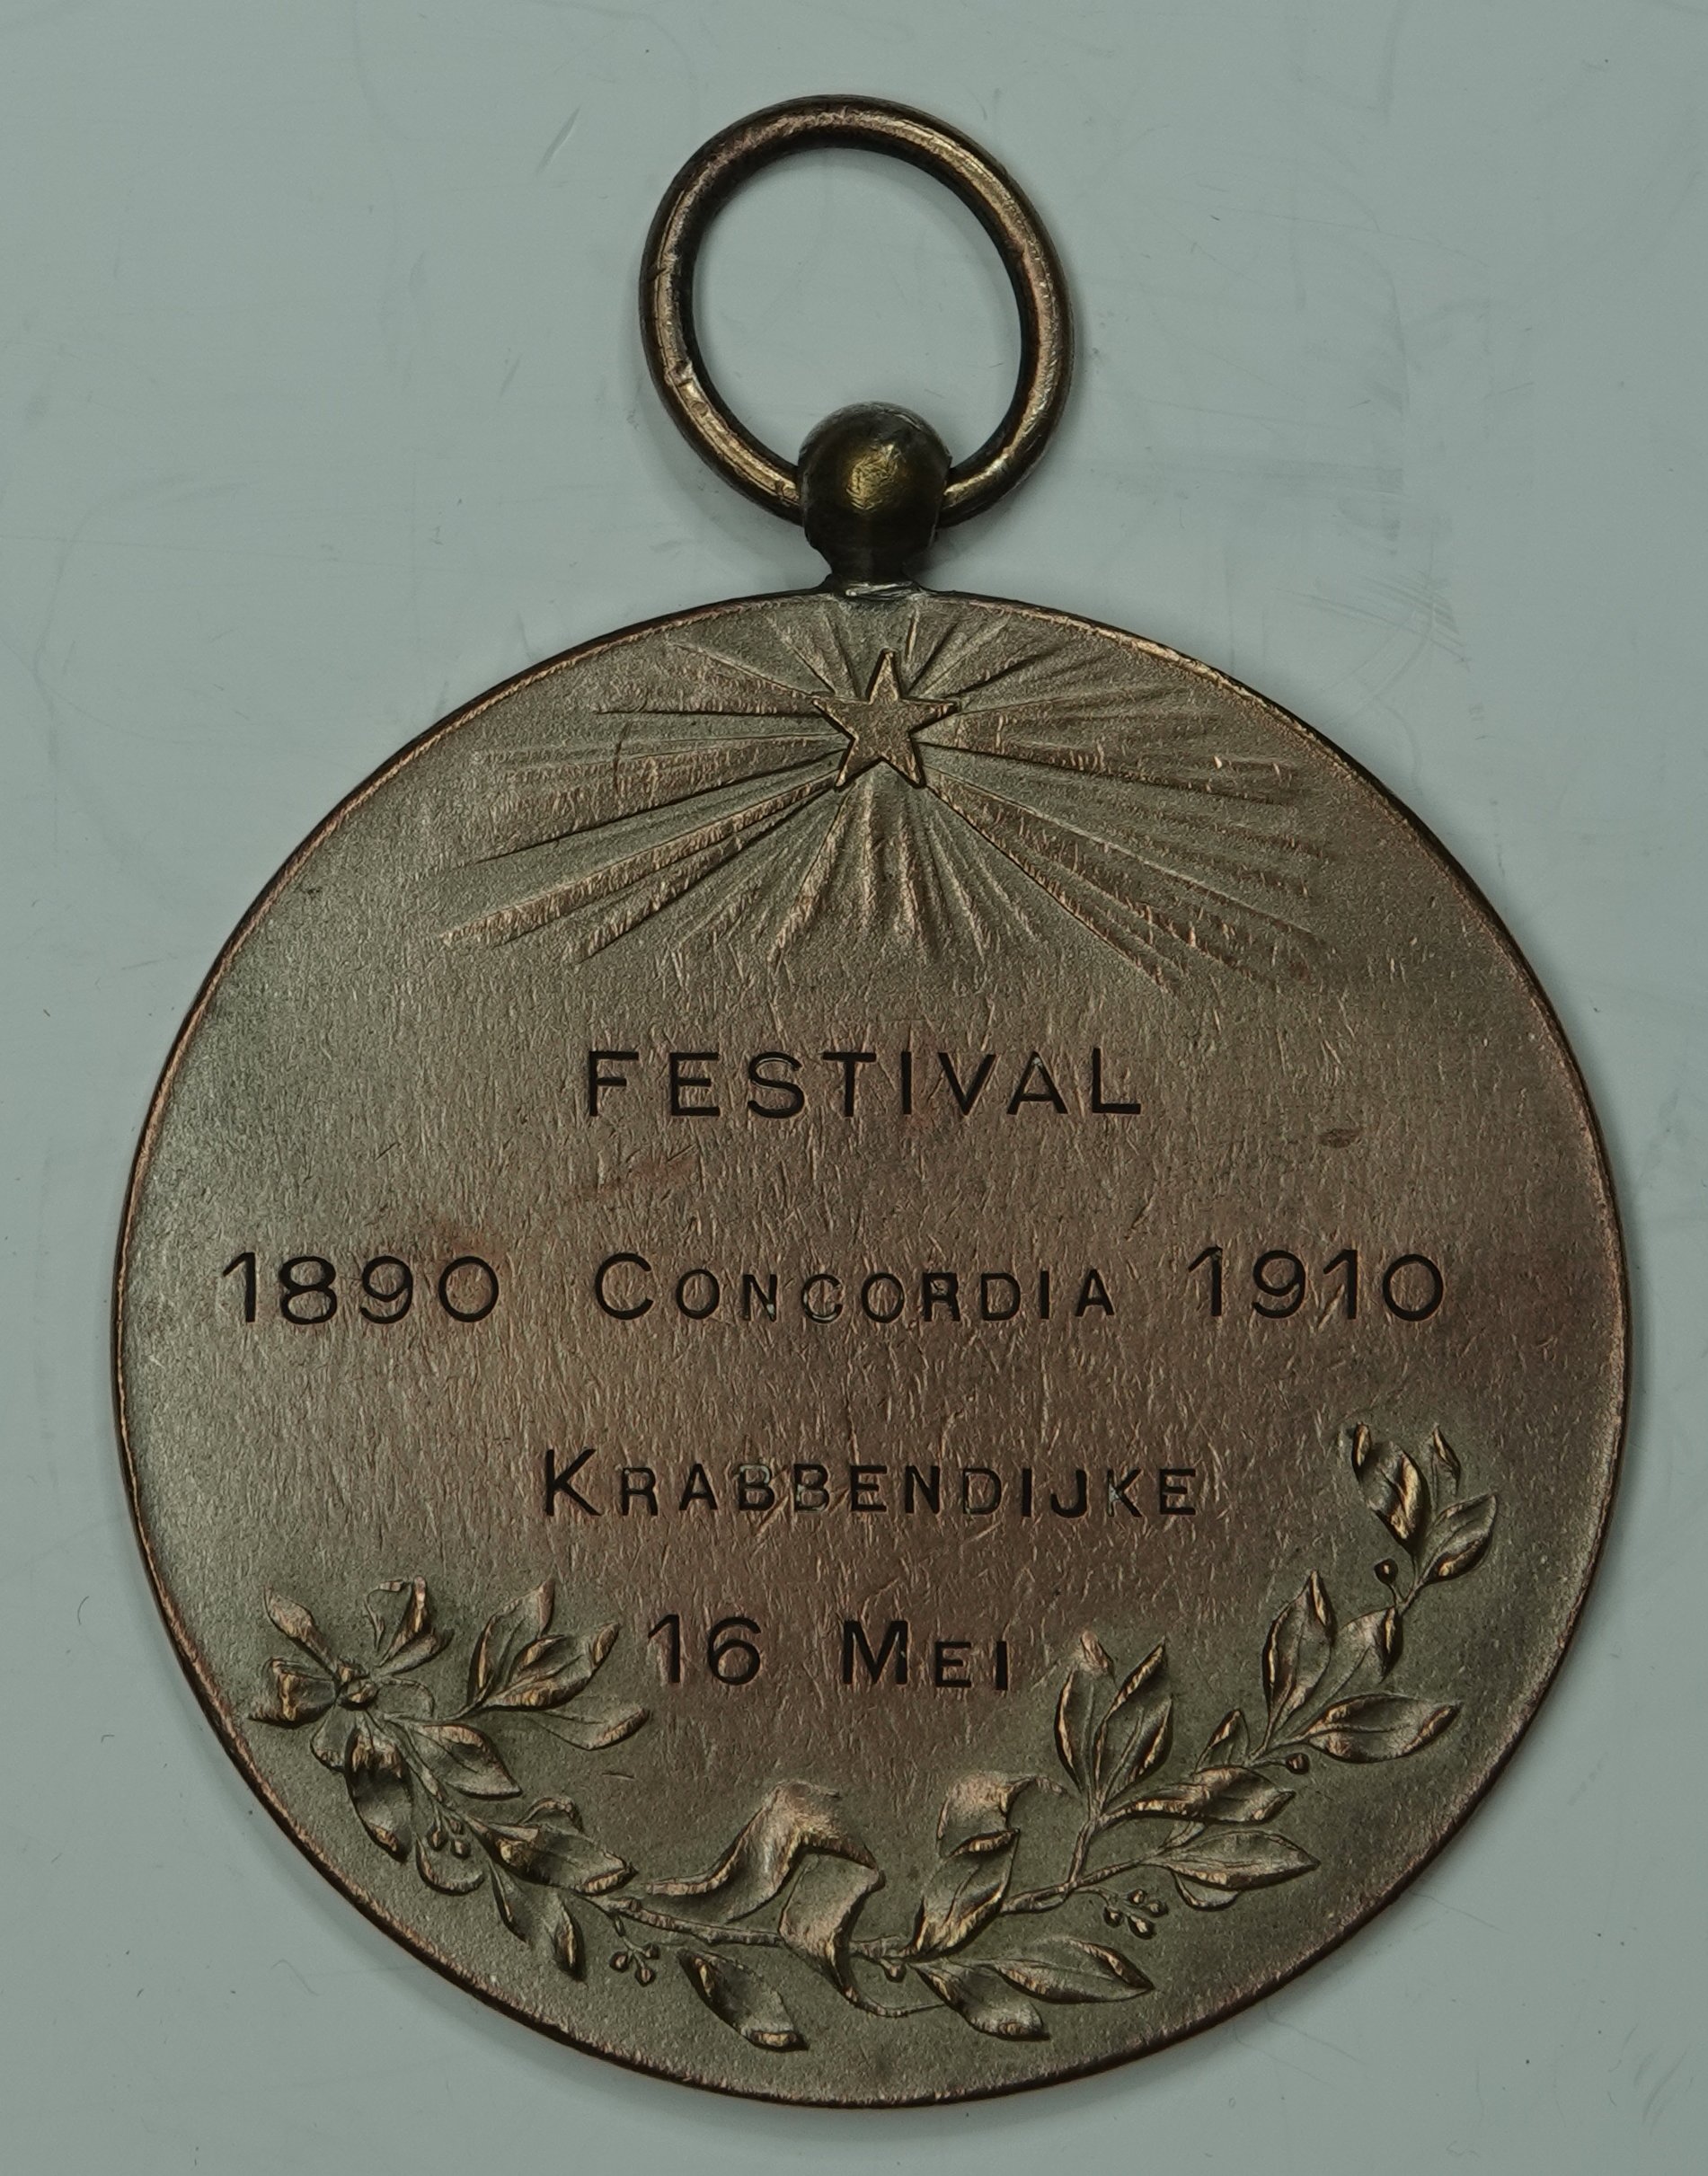 FESTIVAL
1890 CONCORDIA 1910
KRABBENDIJKE
16 MEI